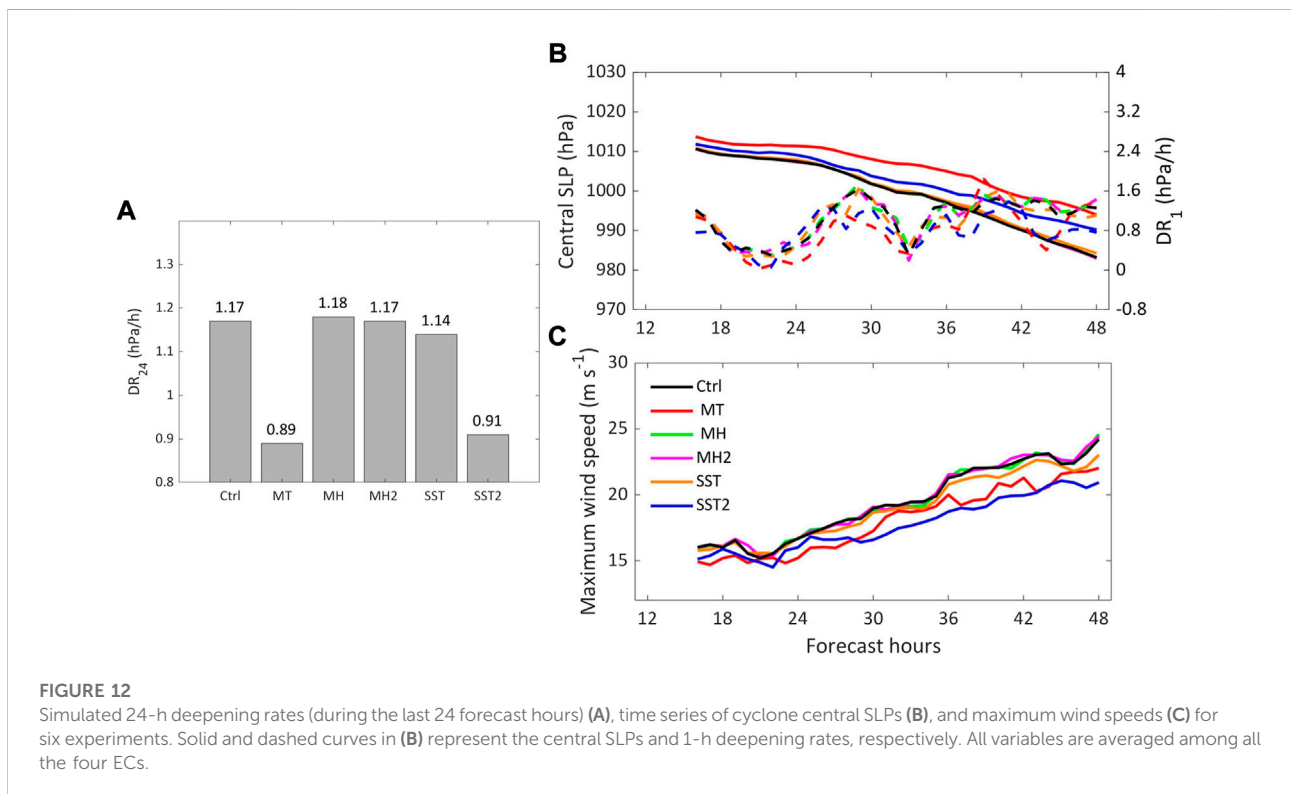 A
DR24 (hPa/h)
1.3
1.2
1.1
1
0.9
0.8
1.17
0.89
1.18
1.17
1.14
0.91
Ctrl MT MH MH2 SST SST2
B
Central SLP (hPa)
1030
1020
1010
1000
990
980
970
4
3.2
2.4
1.6
0.8
0
-0.8
DR1 (hPa/h)
12 18 24 30 36 42 48
C
Maximum wind speed (m s-1)
30
25
20
15
Ctrl
MT
MH
MH2
SST
SST2
12 18 24 30 36 42 48
Forecast hours
FIGURE 12
Simulated 24-h deepening rates (during the last 24 forecast hours) (A), time series of cyclone central SLPs (B), and maximum wind speeds (C) for
six experiments. Solid and dashed curves in (B) represent the central SLPs and 1-h deepening rates, respectively. All variables are averaged among all
the four ECs.